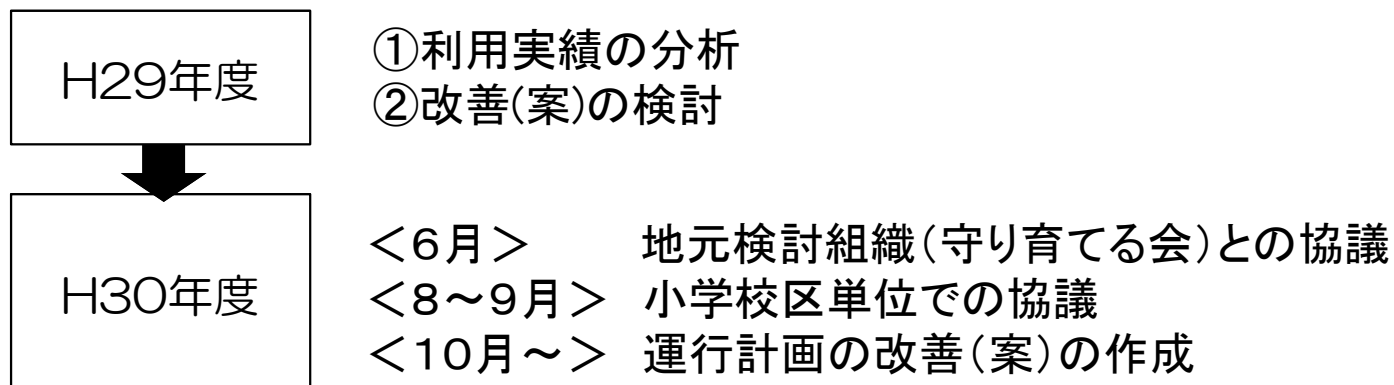 H29年度
①利用実績の分析
②改善(案)の検討
H30年度
＜６月＞　地元検討組織（守り育てる会）との協議
＜８～９月＞　小学校区単位での協議
＜１０月～＞　運行計画の改善（案）の作成